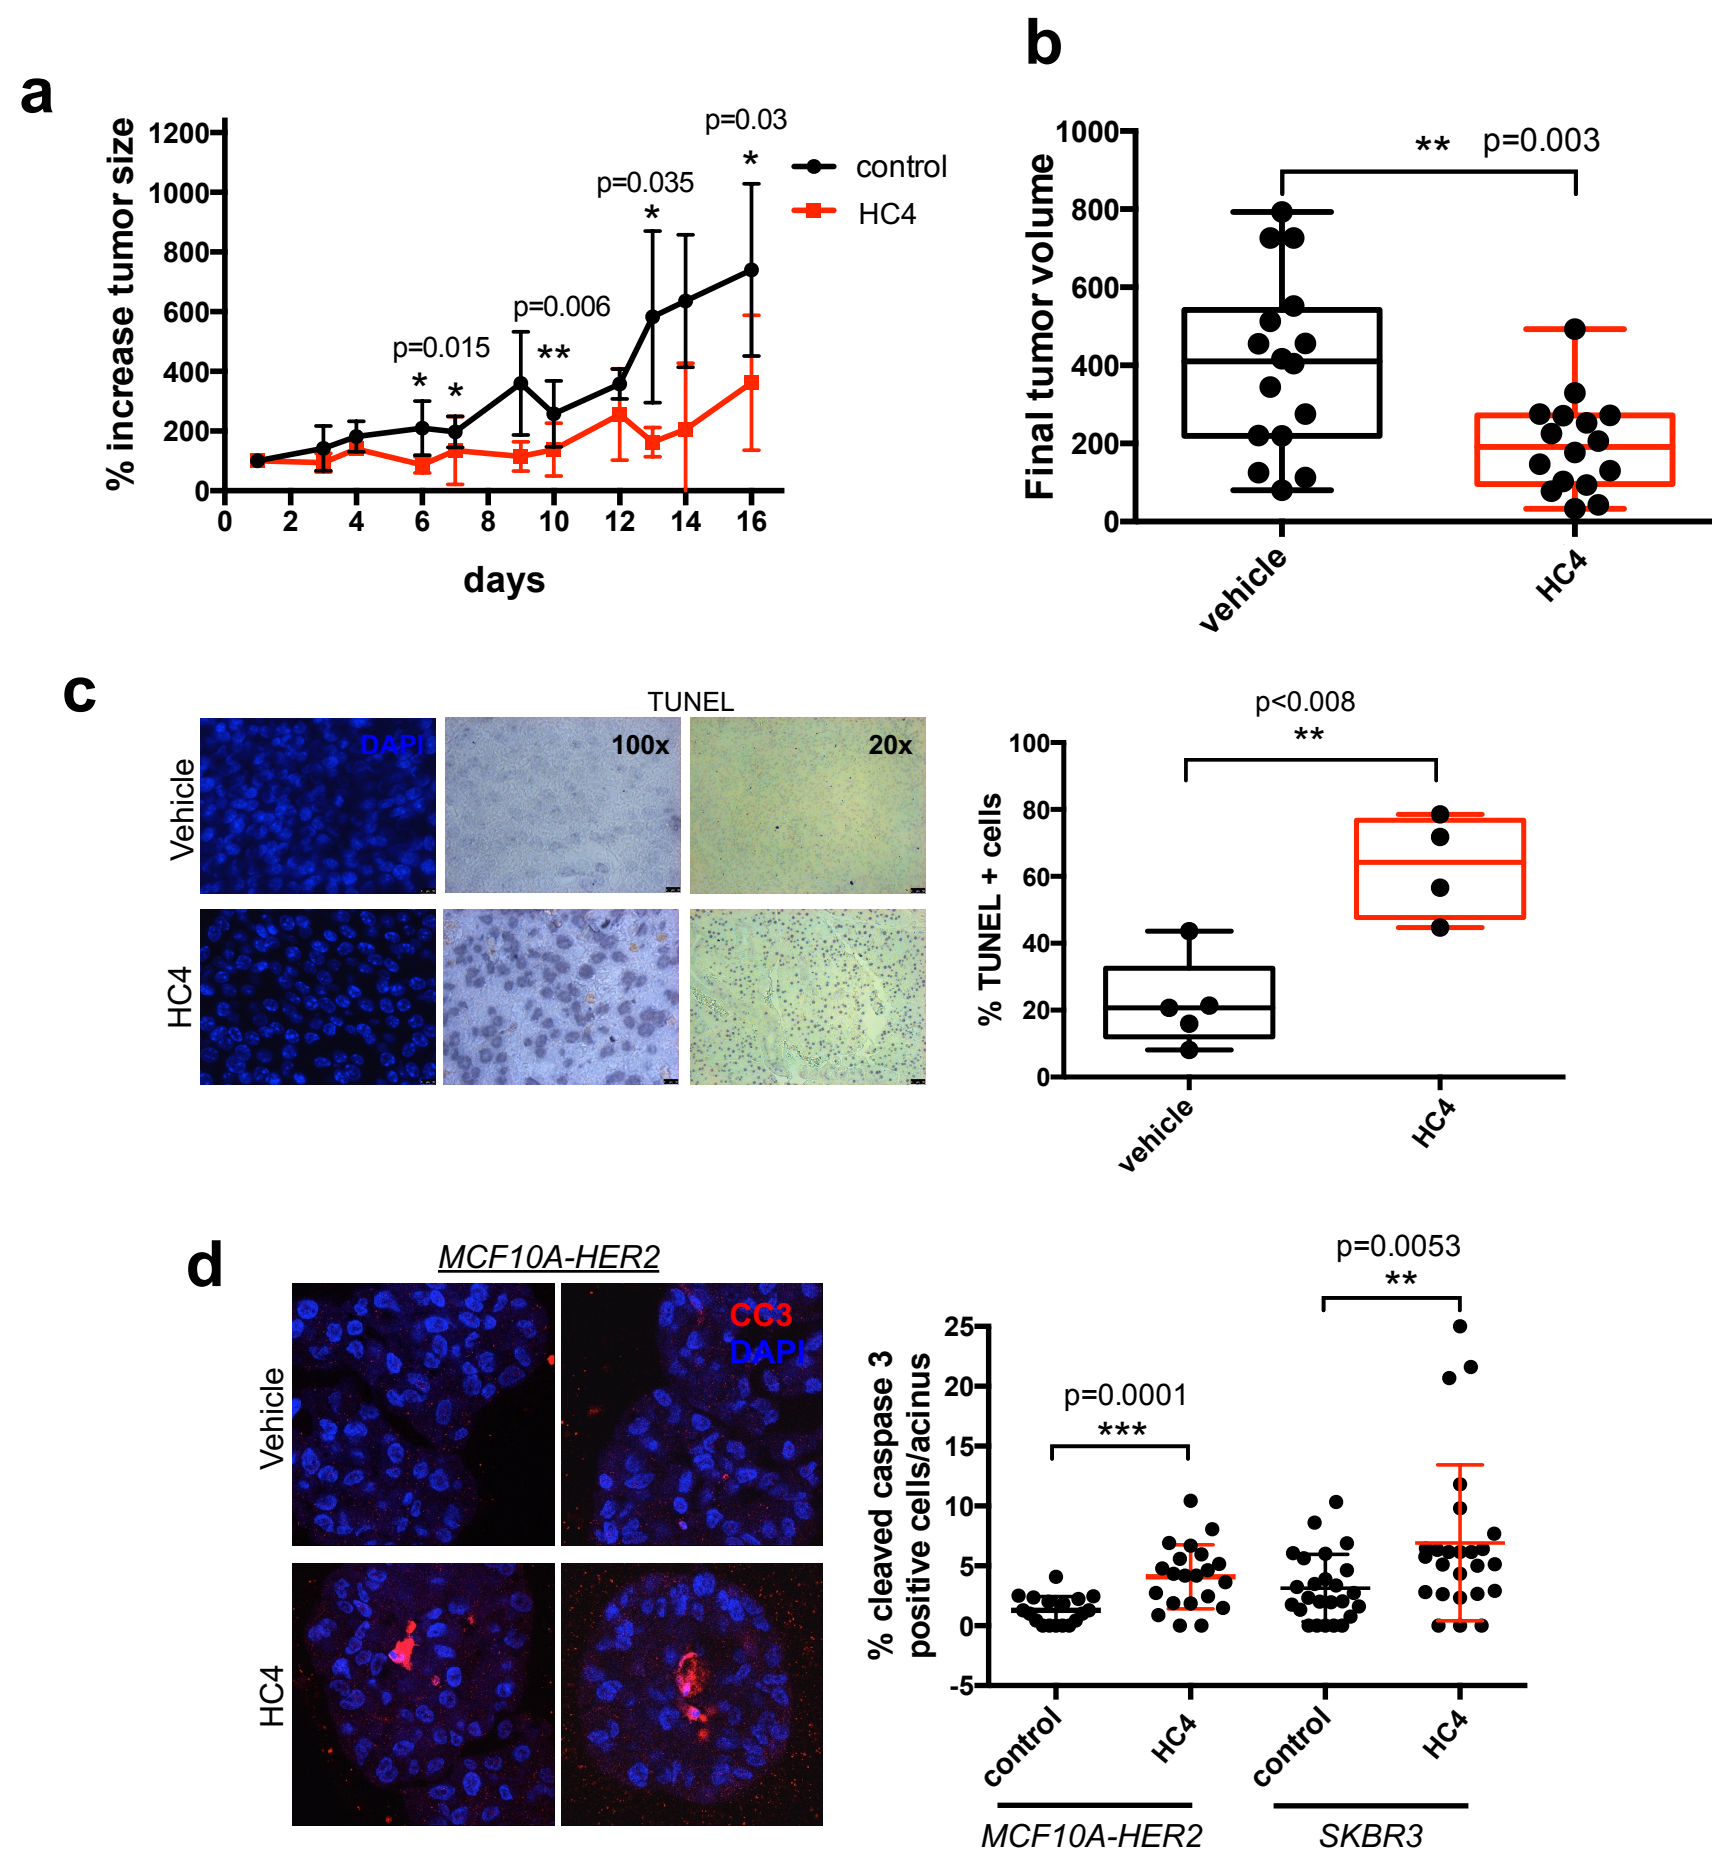 a
% increase tumor size
1200
1000
800
600
400
200
0
0 2 4 6 8 10 12 14 16
days
p=0.015
*
*
p=0.006
**
p=0.035
*
p=0.03
*
control
HC4
b
Final tumor volume
1000
800
600
400
200
0
** p=0.003
vehicle
HC4
c
TUNEL
Vehicle
HC4
DAPI
100x
20x
% TUNEL + cells
100
80
60
40
20
0
p<0.008
**
vehicle
HC4
d
MCF10A-HER2
Vehicle
HC4
CC3
DAPI
% cleaved caspase 3
positive cells/acinus
25
20
15
10
5
0
-5
p=0.0001
***
p=0.0053
**
control
HC4
control
HC4
MCF10A-HER2
SKBR3